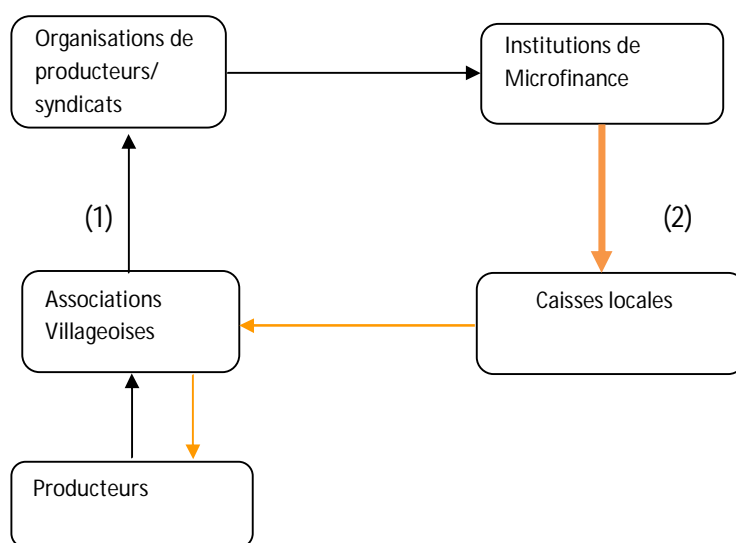 Organisations de
producteurs/
syndicats
Institutions de
Microfinance
(1)
(2)
Associations
Villageoises
Caisses locales
Producteurs